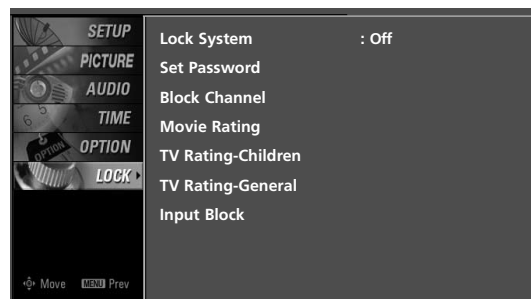 SETUP
PICTURE
AUDIO
TIME
OPTION
LOCK
Lock System : Off
Set Password
Block Channel
Movie Rating
TV Rating-Children
TV Rating-General
Input Block
Move MENU Prev